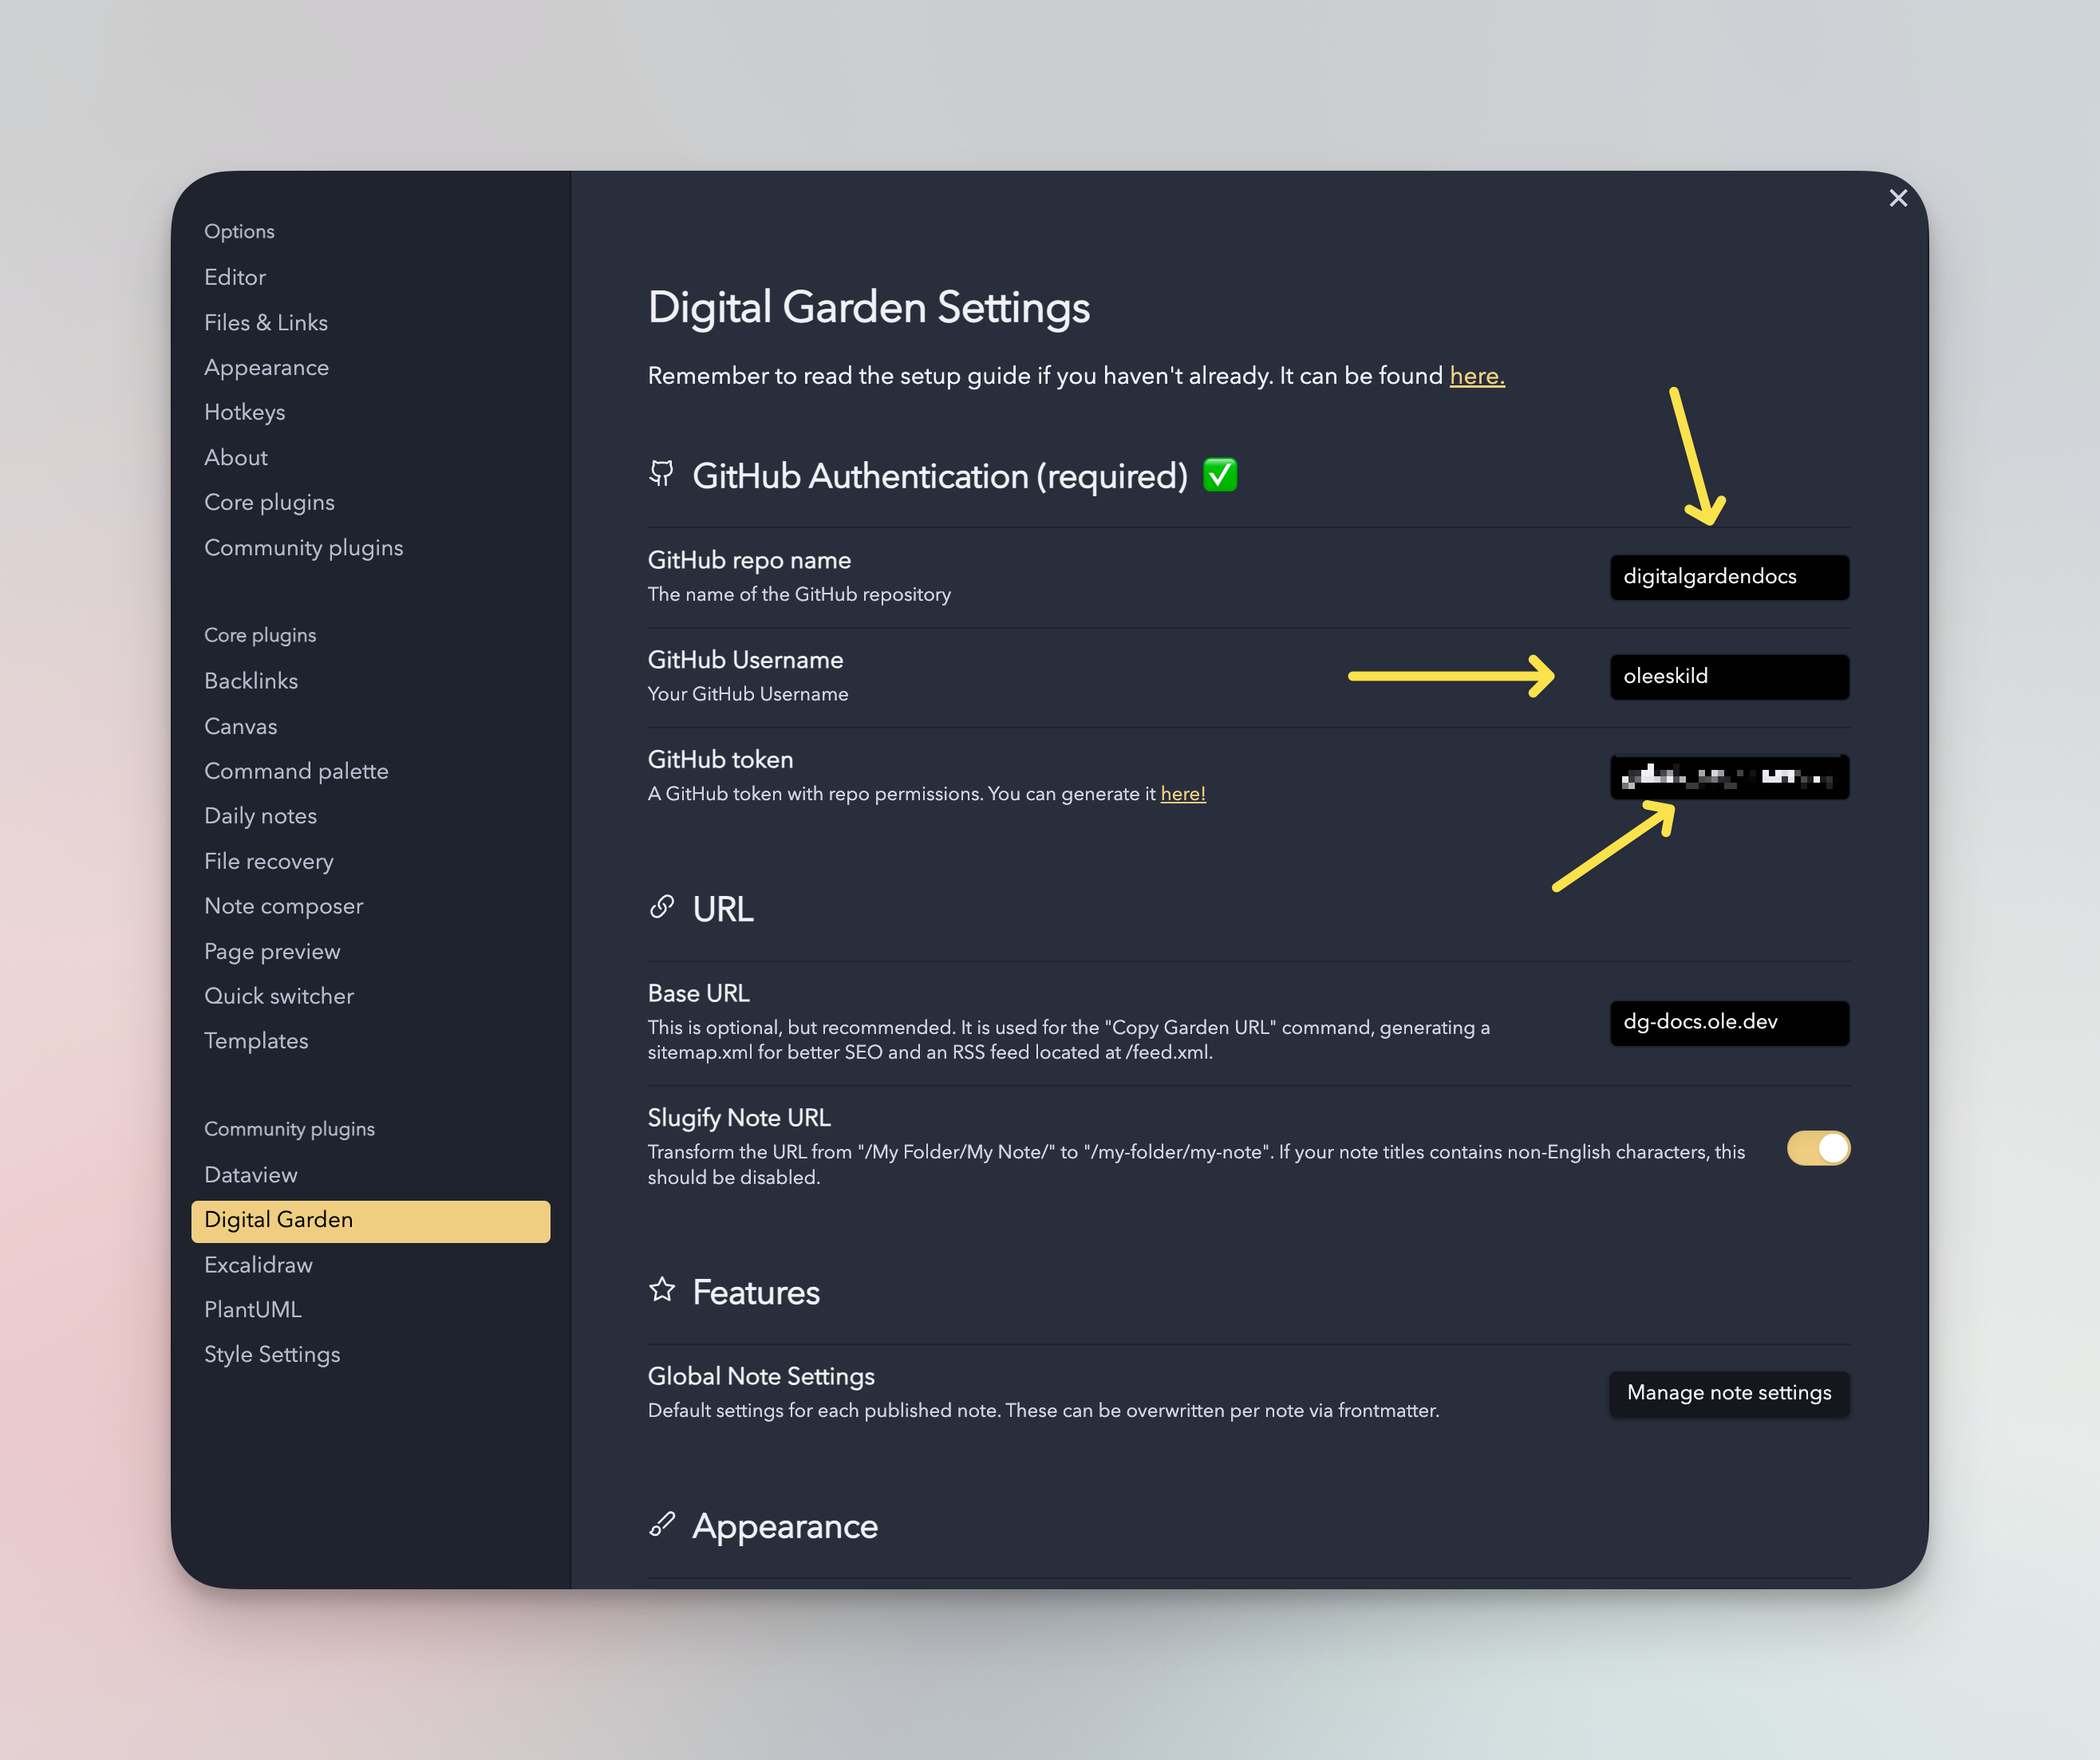 Options
Editor
Files & Links
Appearance
Hotkeys
About
Core plugins
Community plugins
Core plugins
Backlinks
Canvas
Command palette
Daily notes
File recovery
Note composer
Page preview
Quick switcher
Templates
Community plugins
Dataview
Digital Garden
Excalidraw
PlantUML
Style Settings
Digital Garden Settings
Remember to read the setup guide if you haven't already. It can be found here.
GitHub Authentication (required) ✅
GitHub repo name
The name of the GitHub repository
digitalgardendocs
GitHub Username
Your GitHub Username
oleeskild
GitHub token
A GitHub token with repo permissions. You can generate it here!
URL
Base URL
This is optional, but recommended. It is used for the "Copy Garden URL" command, generating a
sitemap.xml for better SEO and an RSS feed located at /feed.xml.
dg-docs.ole.dev
Slugify Note URL
Transform the URL from "/My Folder/My Note/" to "/my-folder/my-note". If your note titles contains non-English characters, this
should be disabled.
Features
Global Note Settings
Default settings for each published note. These can be overwritten per note via frontmatter.
Manage note settings
Appearance